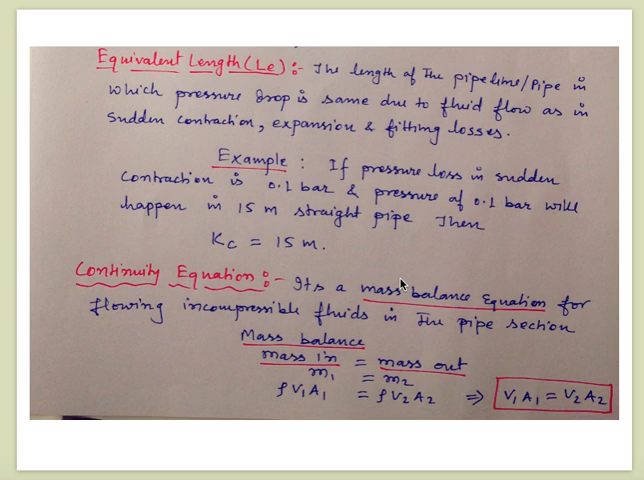 Equivalent Length (Le) :- The length of The pipeline/Pipe in
which pressure drop is same due to fluid flow as in
sudden contraction, expansion & fitting losses.
Example : If pressure loss in sudden
contraction is 0.1 bar & pressure of 0.1 bar will
happen in 15 m straight pipe Then
Kc = 15 m.
Continuity Equation :- Its a mass balance Equation for
flowing incompressible fluids in The pipe section
Mass balance
mass in = mass out
m₁ = m₂
ρV₁A₁ = ρV₂A₂ ⇒ V₁A₁ = V₂A₂